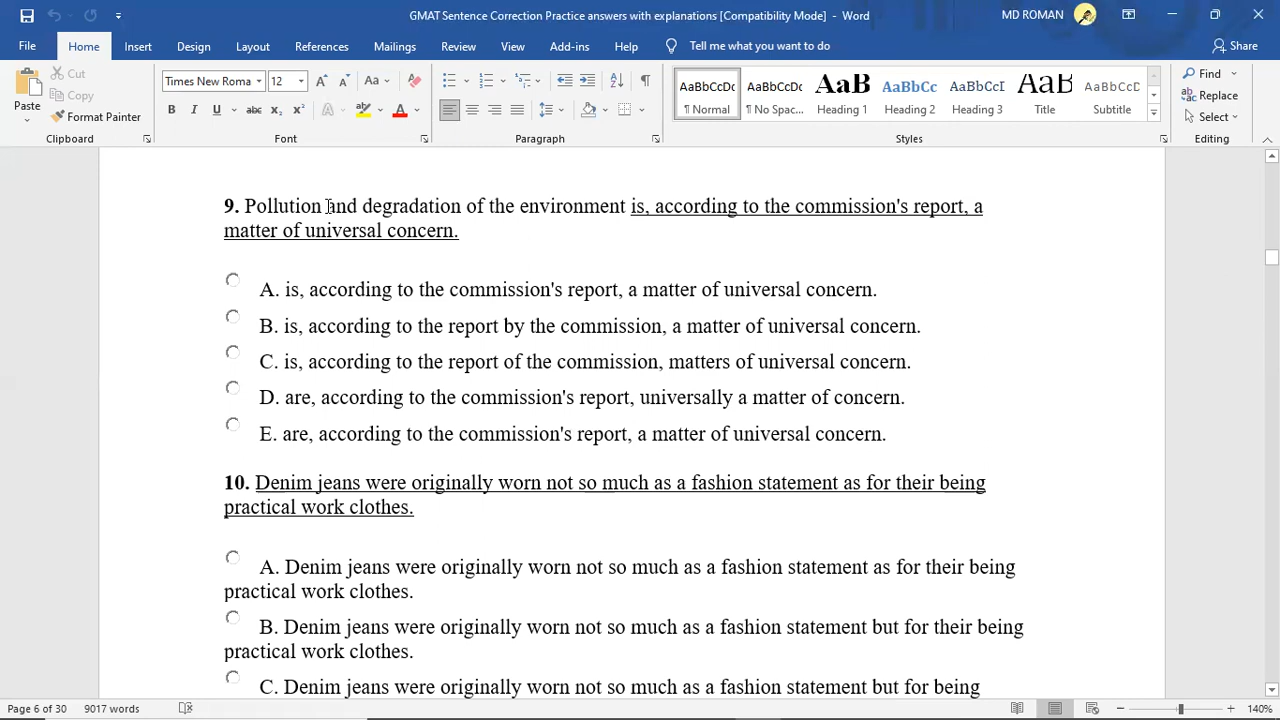 GMAT Sentence Correction Practice answers with explanations [Compatibility Mode] - Word
MD ROMAN
File Home Insert Design Layout References Mailings Review View Add-ins Help Tell me what you want to do Share
Paste Cut Copy Format Painter
Times New Roma 12 Aa
B I U abc x₂ x² A A
AaBbCcDc AaBbCcDc AaBbC AaBbCc AaBbCcI AaB AaBbCcC
¶ Normal ¶ No Spac... Heading 1 Heading 2 Heading 3 Title Subtitle
Find Replace Select
Clipboard Font Paragraph Styles Editing
9. Pollution and degradation of the environment is, according to the commission's report, a
matter of universal concern.
A. is, according to the commission's report, a matter of universal concern.
B. is, according to the report by the commission, a matter of universal concern.
C. is, according to the report of the commission, matters of universal concern.
D. are, according to the commission's report, universally a matter of concern.
E. are, according to the commission's report, a matter of universal concern.
10. Denim jeans were originally worn not so much as a fashion statement as for their being
practical work clothes.
A. Denim jeans were originally worn not so much as a fashion statement as for their being
practical work clothes.
B. Denim jeans were originally worn not so much as a fashion statement but for their being
practical work clothes.
C. Denim jeans were originally worn not so much as a fashion statement but for being
Page 6 of 30 9017 words 140%